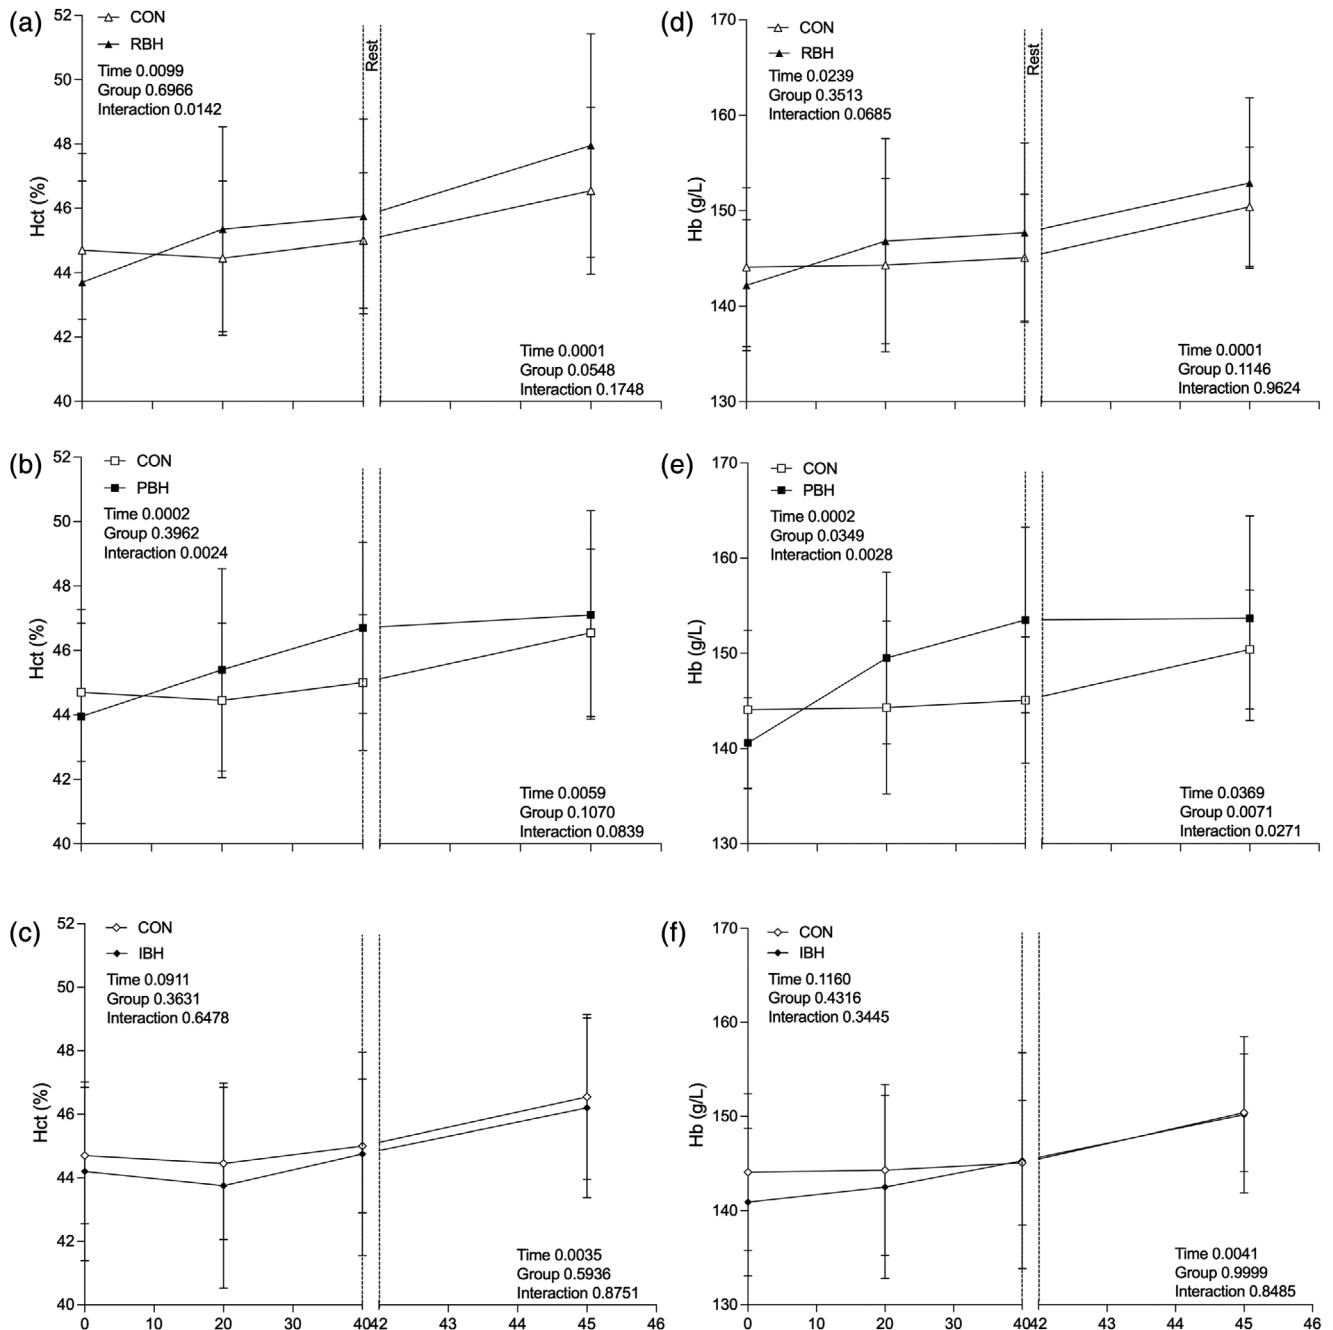 (a)
52
50
48
46
44
42
40
Hct (%)
CON
RBH
Time 0.0099
Group 0.6966
Interaction 0.0142
Rest
Time 0.0001
Group 0.0548
Interaction 0.1748
(d)
170
160
150
140
130
Hb (g/L)
CON
RBH
Time 0.0239
Group 0.3513
Interaction 0.0685
Rest
Time 0.0001
Group 0.1146
Interaction 0.9624
(b)
52
50
48
46
44
42
40
Hct (%)
CON
PBH
Time 0.0002
Group 0.3962
Interaction 0.0024
Time 0.0059
Group 0.1070
Interaction 0.0839
(e)
170
160
150
140
130
Hb (g/L)
CON
PBH
Time 0.0002
Group 0.0349
Interaction 0.0028
Time 0.0369
Group 0.0071
Interaction 0.0271
(c)
52
50
48
46
44
42
40
Hct (%)
CON
IBH
Time 0.0911
Group 0.3631
Interaction 0.6478
Time 0.0035
Group 0.5936
Interaction 0.8751
0 10 20 30 40 42 43 44 45 46
(f)
170
160
150
140
130
Hb (g/L)
CON
IBH
Time 0.1160
Group 0.4316
Interaction 0.3445
Time 0.0041
Group 0.9999
Interaction 0.8485
0 10 20 30 40 42 43 44 45 46